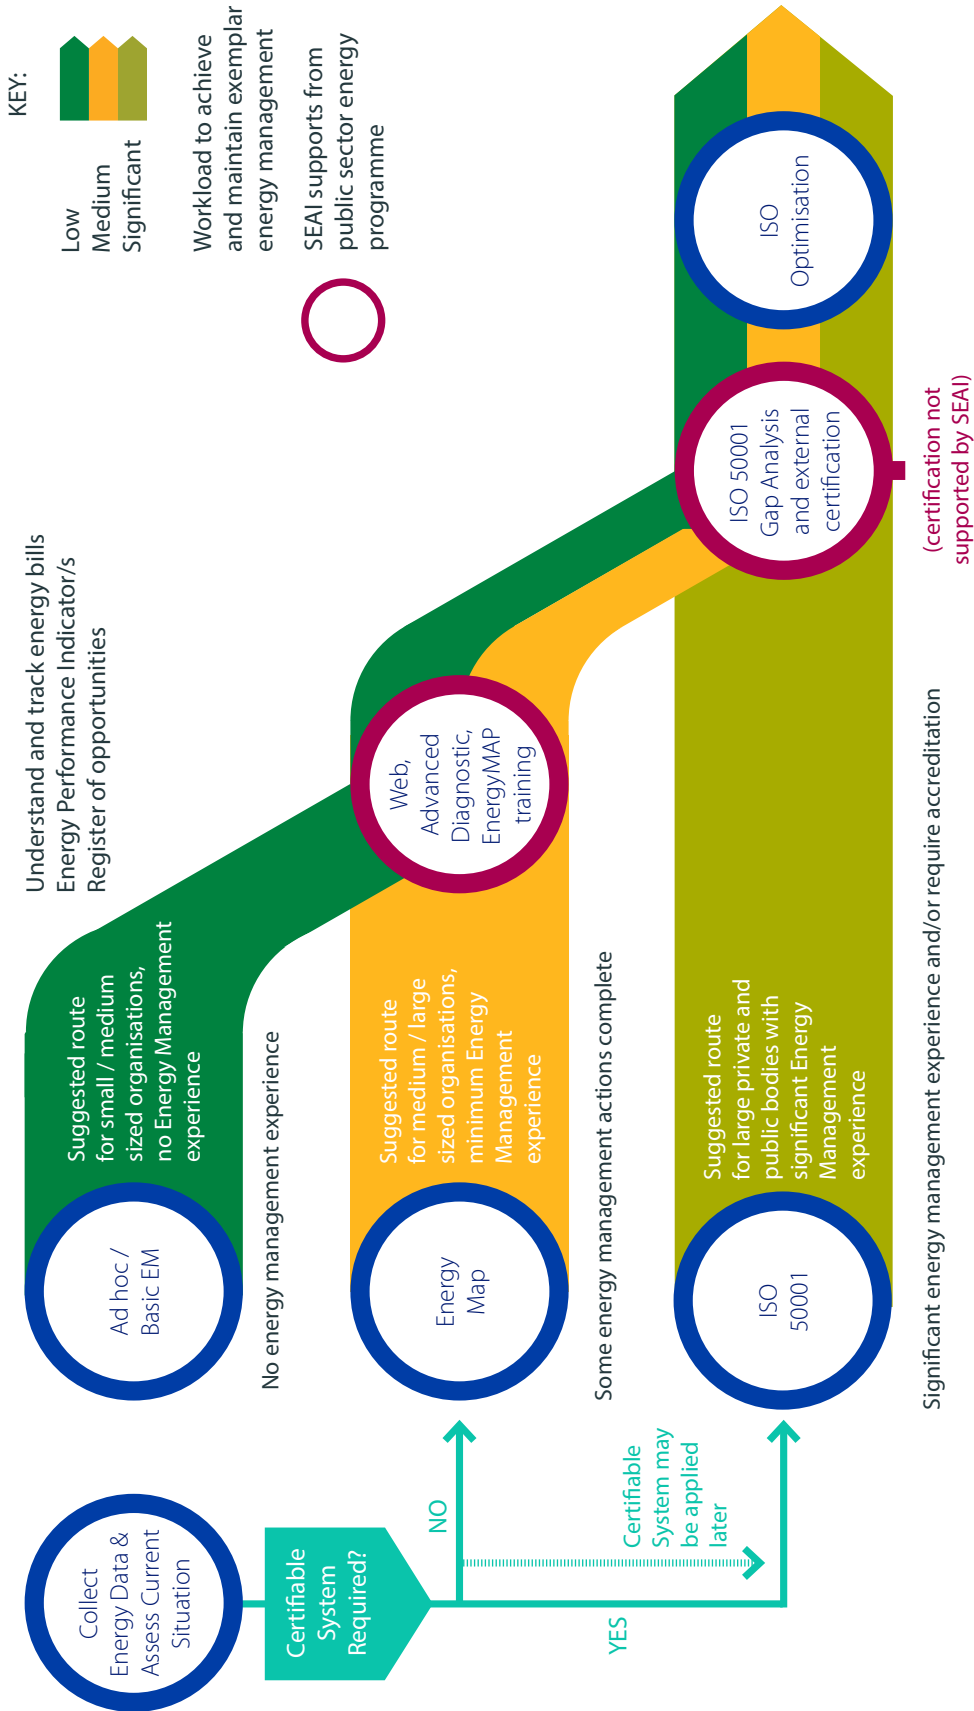 Collect
Energy Data &
Assess Current
Situation
Certifiable
System
Required?
NO
YES
Certifiable
System may
be applied
later
Ad hoc /
Basic EM
Suggested route
for small / medium
sized organisations,
no Energy Management
experience
No energy management experience
Understand and track energy bills
Energy Performance Indicator/s
Register of opportunities
Energy
Map
Suggested route
for medium / large
sized organisations,
minimum Energy
Management
experience
Some energy management actions complete
Web,
Advanced
Diagnostic,
EnergyMAP
training
ISO
50001
Suggested route
for large private and
public bodies with
significant Energy
Management
experience
Significant energy management experience and/or require accreditation
ISO 50001
Gap Analysis
and external
certification
(certification not
supported by SEAI)
ISO
Optimisation
KEY:
Low
Medium
Significant
Workload to achieve
and maintain exemplar
energy management
SEAI supports from
public sector energy
programme